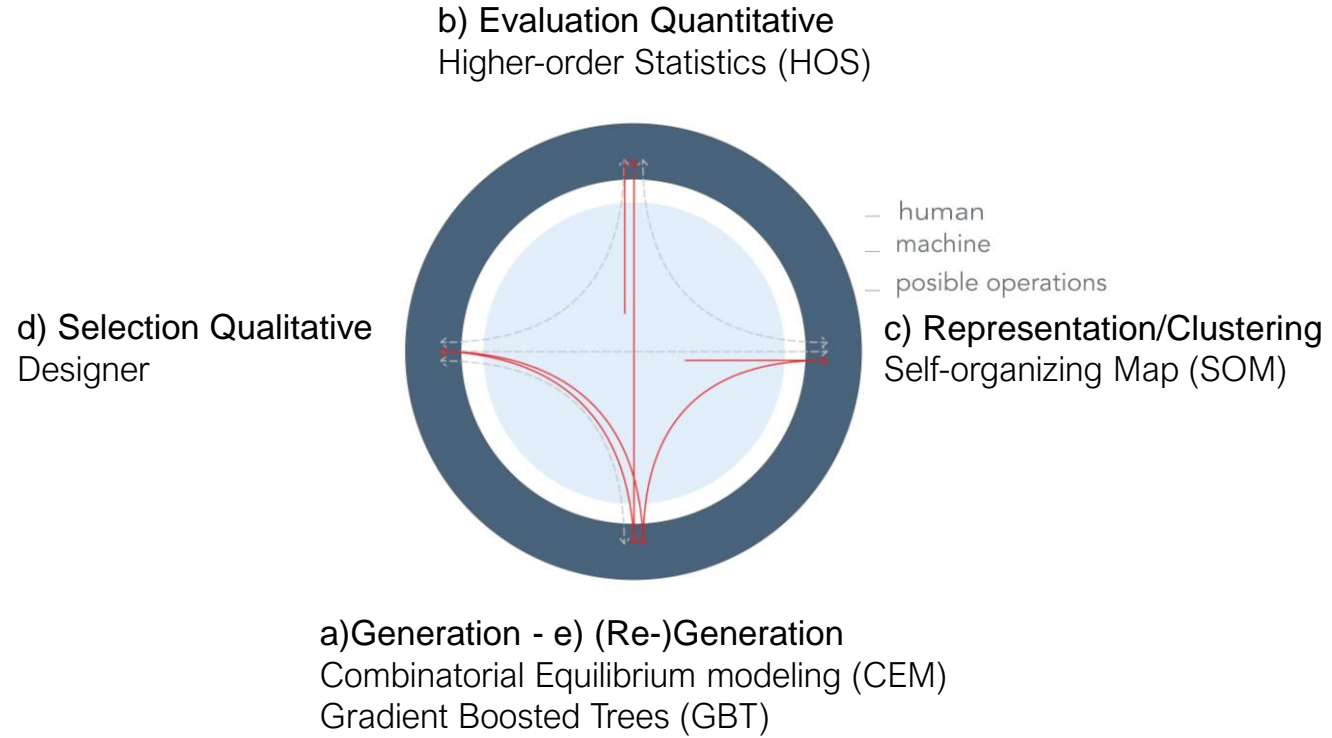 b) Evaluation Quantitative
Higher-order Statistics (HOS)
_ human
_ machine
_ posible operations
d) Selection Qualitative
Designer
c) Representation/Clustering
Self-organizing Map (SOM)
a)Generation - e) (Re-)Generation
Combinatorial Equilibrium modeling (CEM)
Gradient Boosted Trees (GBT)